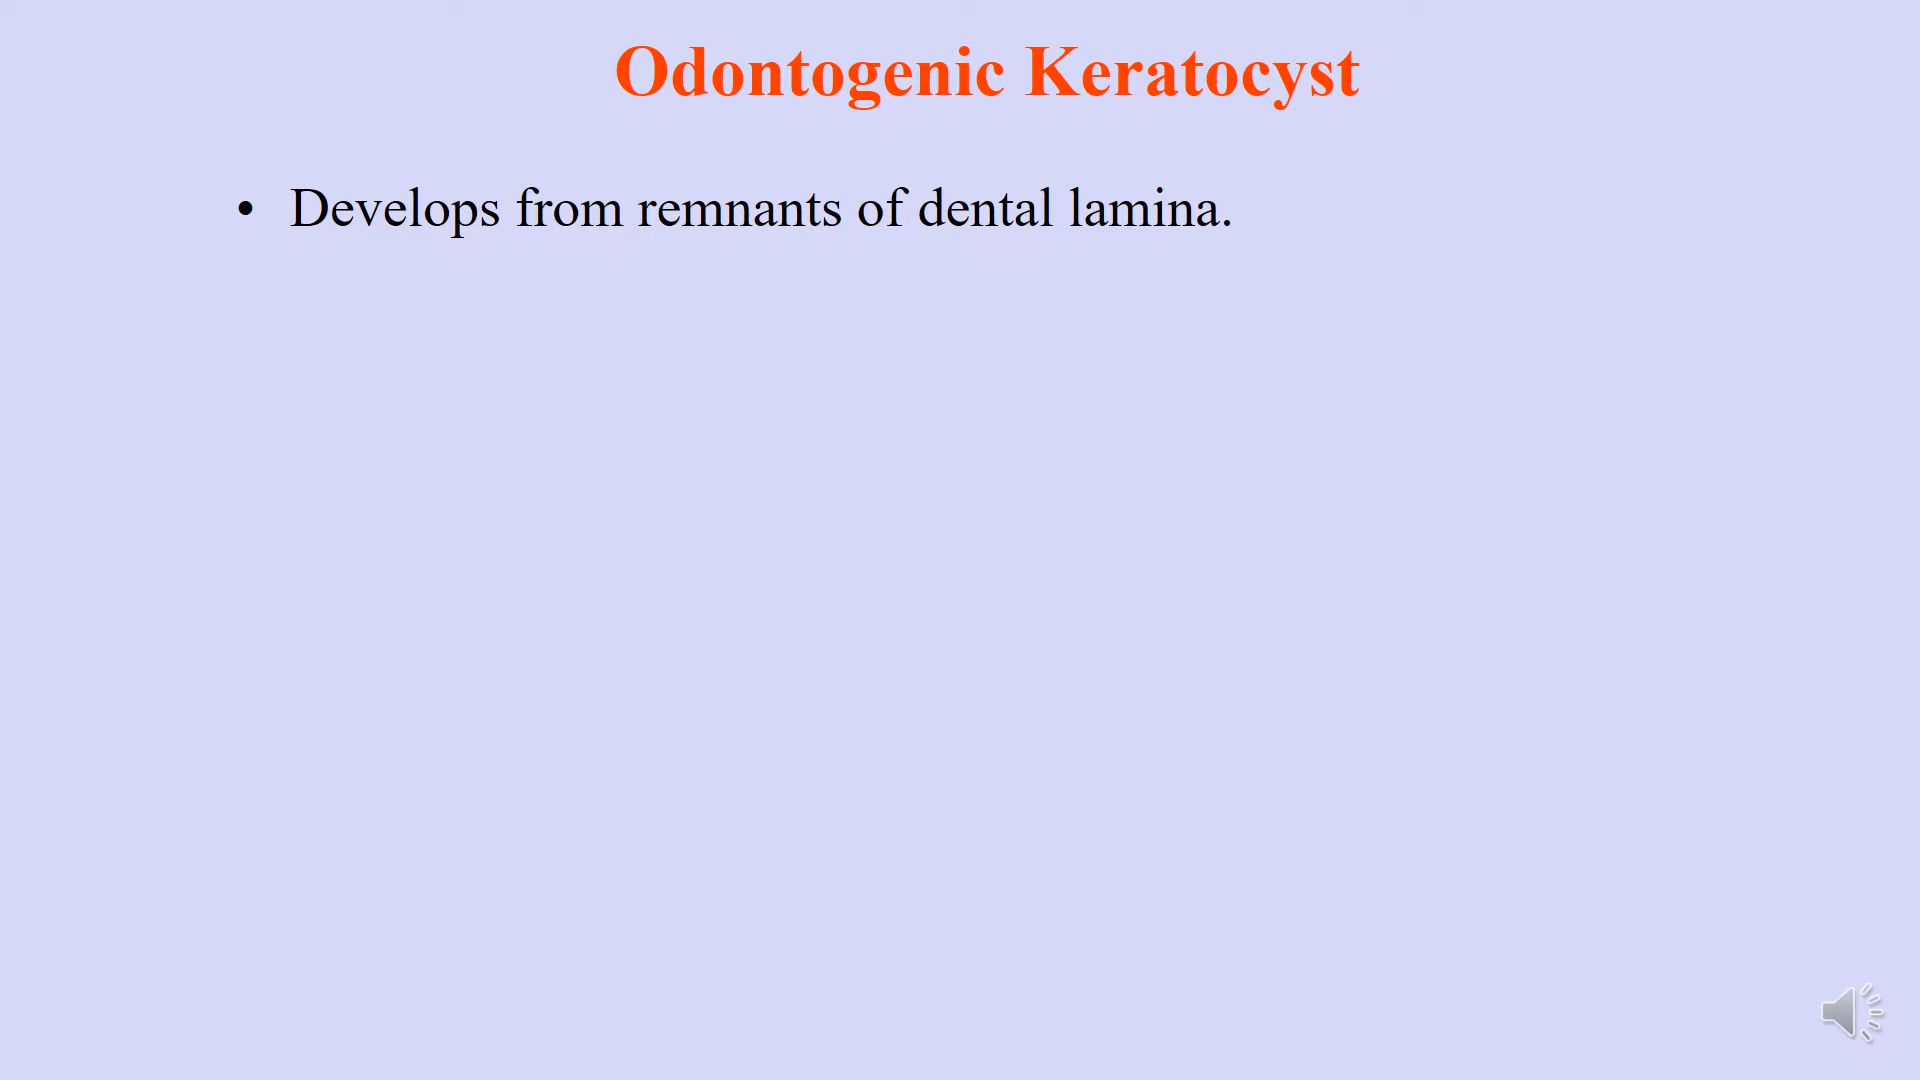 Odontogenic Keratocyst
• Develops from remnants of dental lamina.